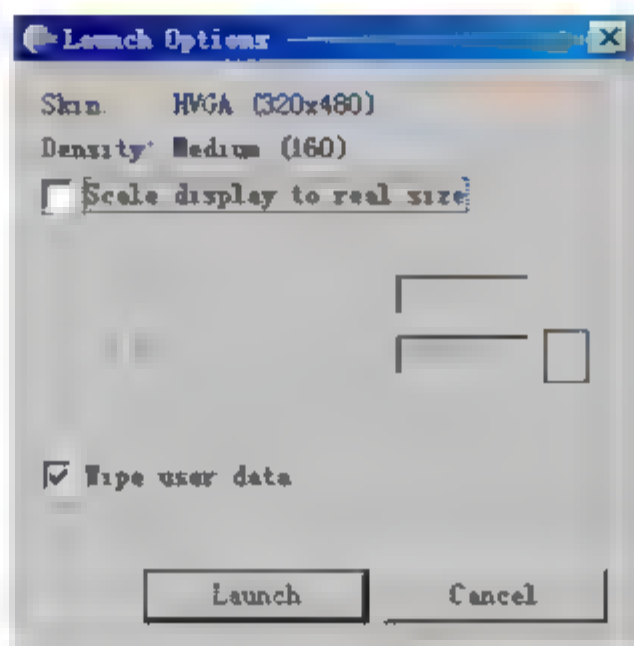 Launch Options
Skin: HVGA (320x480)
Density: Medium (160)
Scale display to real size
Wipe user data
Launch Cancel